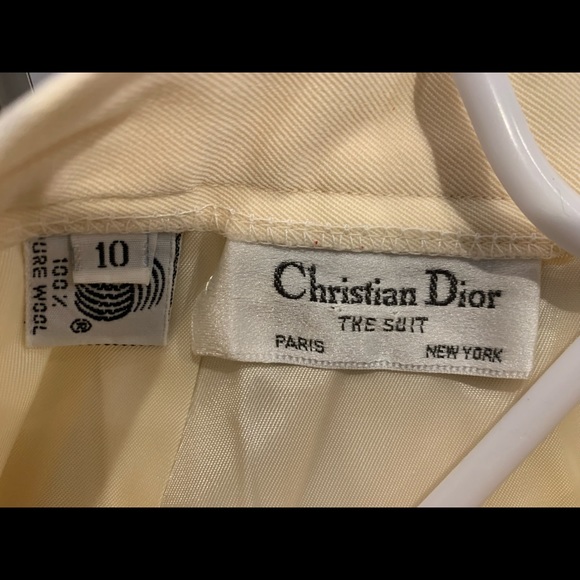 10
100%
URE WOOL
®
Christian Dior
THE SUIT
PARIS NEW YORK